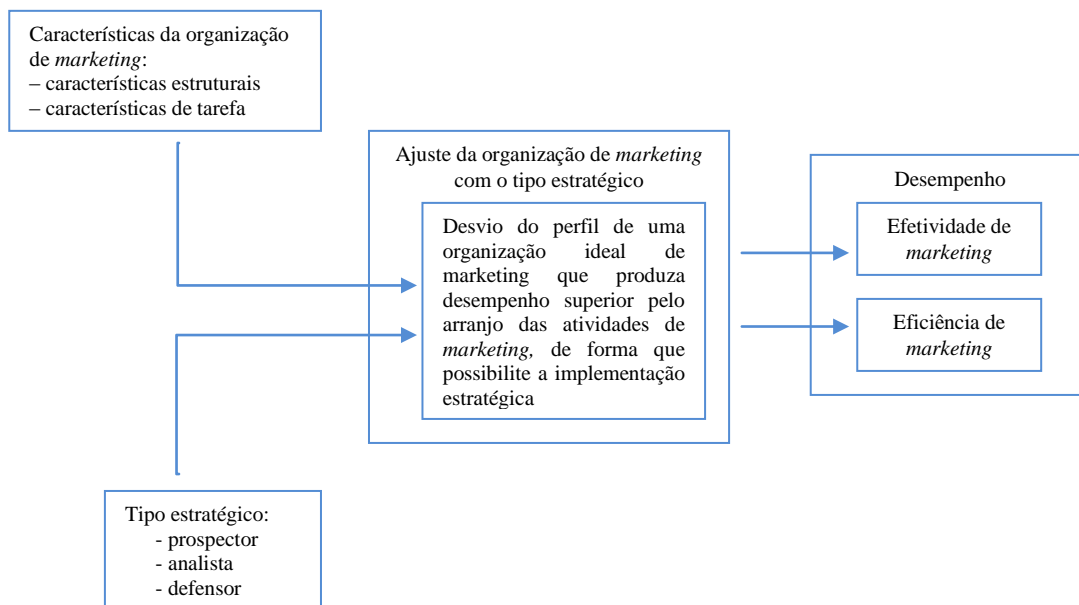 Características da organização
de marketing:
– características estruturais
– características de tarefa
Ajuste da organização de marketing
com o tipo estratégico
Desvio do perfil de uma
organização ideal de
marketing que produza
desempenho superior pelo
arranjo das atividades de
marketing, de forma que
possibilite a implementação
estratégica
Desempenho
Efetividade de
marketing
Eficiência de
marketing
Tipo estratégico:
- prospector
- analista
- defensor